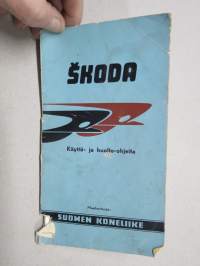 ŠKODA
Käyttö- ja huolto-ohjeita
Maahantuoja:
SUOMEN KONELIIKE